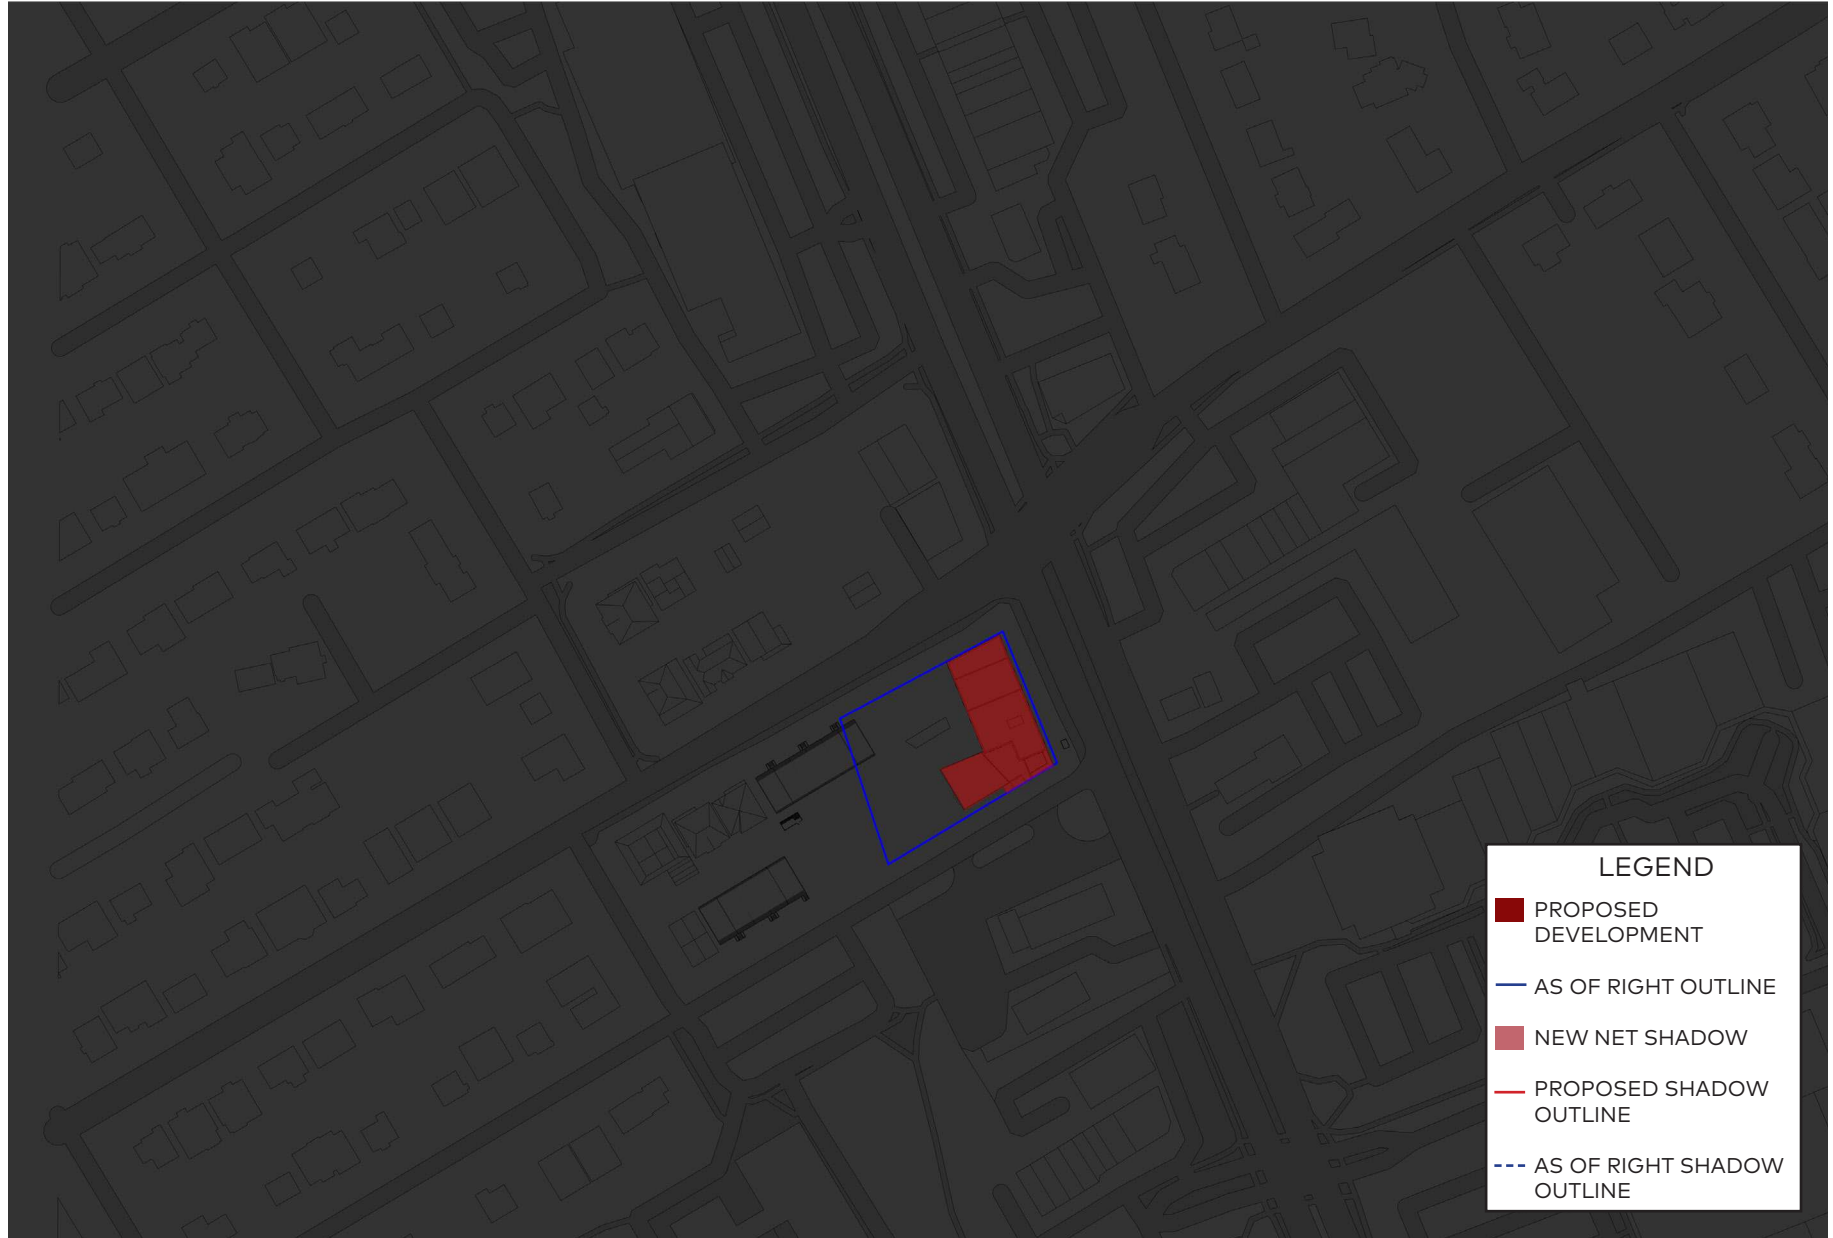 LEGEND
PROPOSED
DEVELOPMENT
AS OF RIGHT OUTLINE
NEW NET SHADOW
PROPOSED SHADOW
OUTLINE
AS OF RIGHT SHADOW
OUTLINE